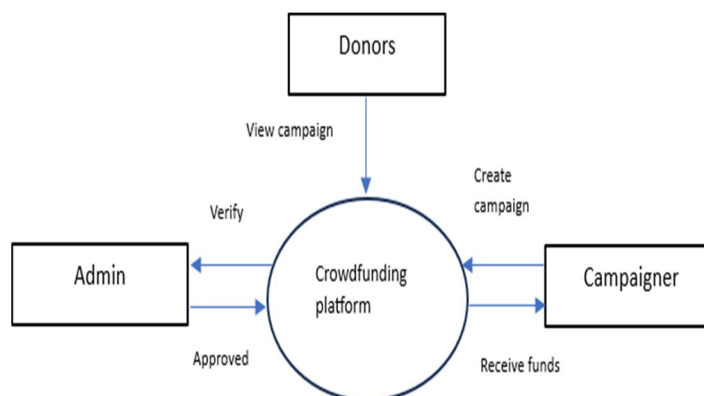 Donors
View campaign
Create
campaign
Verify
Admin
Crowdfunding
platform
Campaigner
Approved
Receive funds